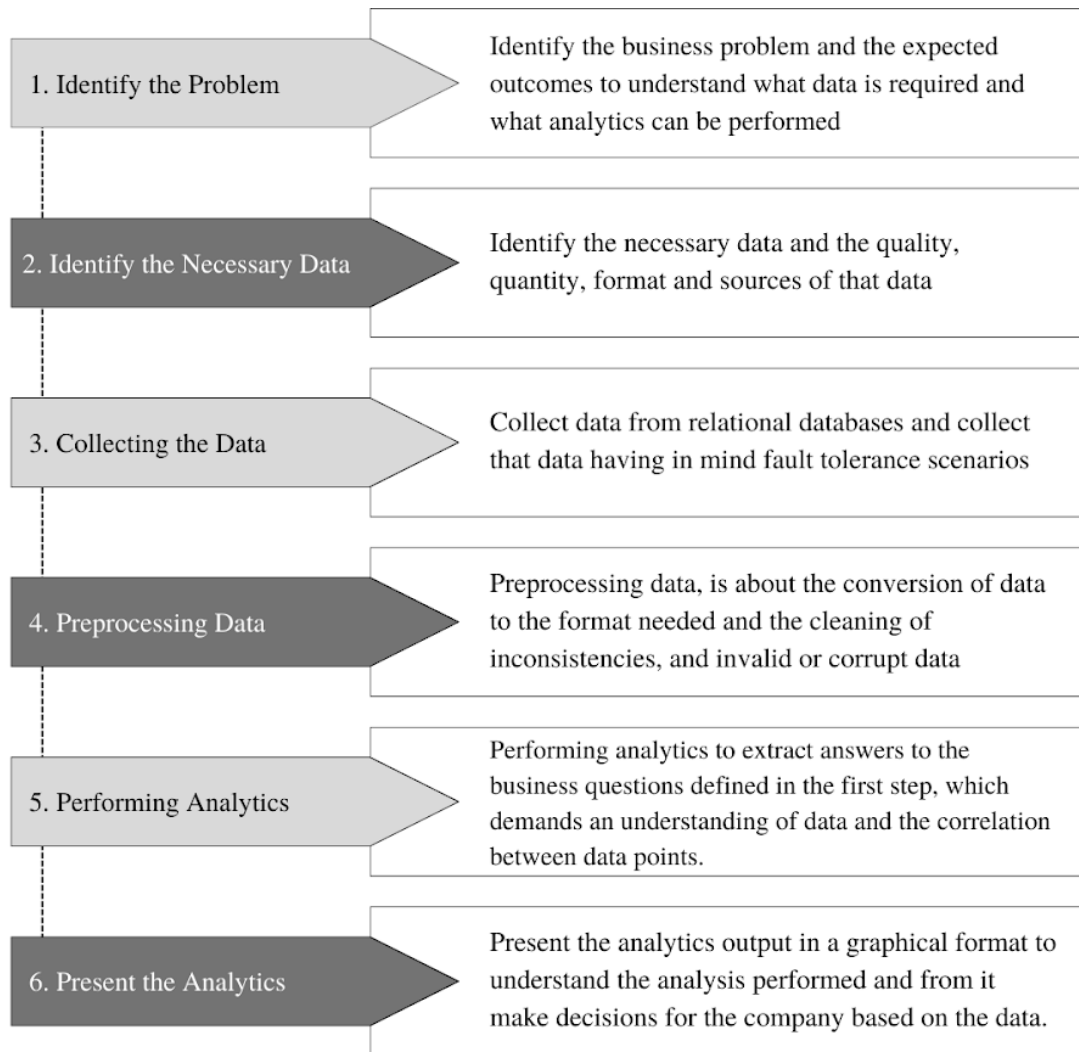 1. Identify the Problem
Identify the business problem and the expected
outcomes to understand what data is required and
what analytics can be performed
2. Identify the Necessary Data
Identify the necessary data and the quality,
quantity, format and sources of that data
3. Collecting the Data
Collect data from relational databases and collect
that data having in mind fault tolerance scenarios
4. Preprocessing Data
Preprocessing data, is about the conversion of data
to the format needed and the cleaning of
inconsistencies, and invalid or corrupt data
5. Performing Analytics
Performing analytics to extract answers to the
business questions defined in the first step, which
demands an understanding of data and the correlation
between data points.
6. Present the Analytics
Present the analytics output in a graphical format to
understand the analysis performed and from it
make decisions for the company based on the data.